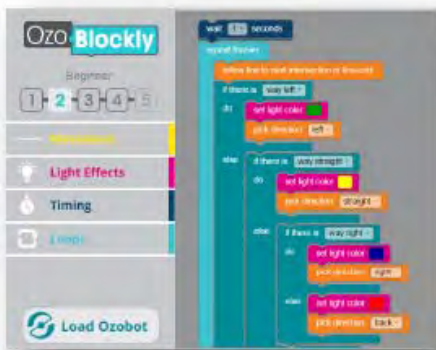 Ozo Blockly
Beginner
1 2 3 4 5
Movement
Light Effects
Timing
Loops
Load Ozobot
wait 1 seconds
repeat forever
follow line to next intersection or line end
if there is way left
do set light color
pick direction left
else if there is way straight
do set light color
pick direction straight
else if there is way right
do set light color
pick direction right
else set light color
pick direction back